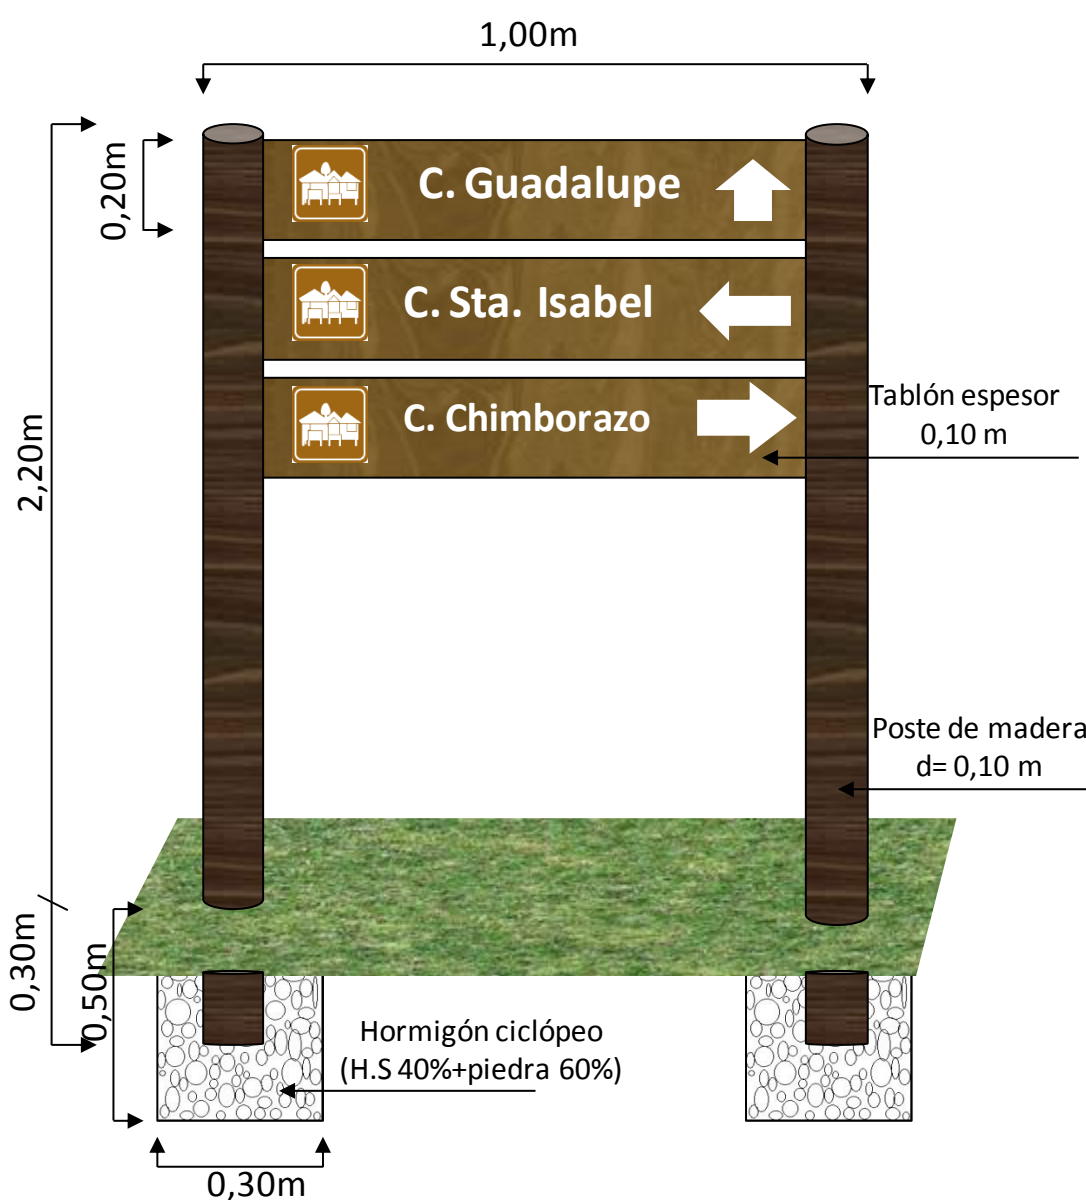 1,00m
0,20m
C. Guadalupe
C. Sta. Isabel
C. Chimborazo
Tablón espesor
0,10 m
2,20m
Poste de madera
d= 0,10 m
0,30m
0,50m
Hormigón ciclópeo
(H.S 40%+piedra 60%)
0,30m